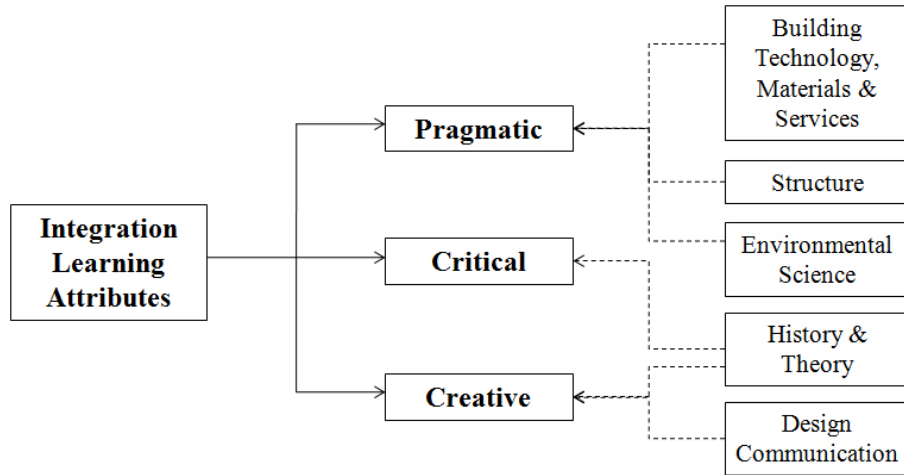 Integration
Learning
Attributes
Pragmatic
Critical
Creative
Building
Technology,
Materials &
Services
Structure
Environmental
Science
History &
Theory
Design
Communication